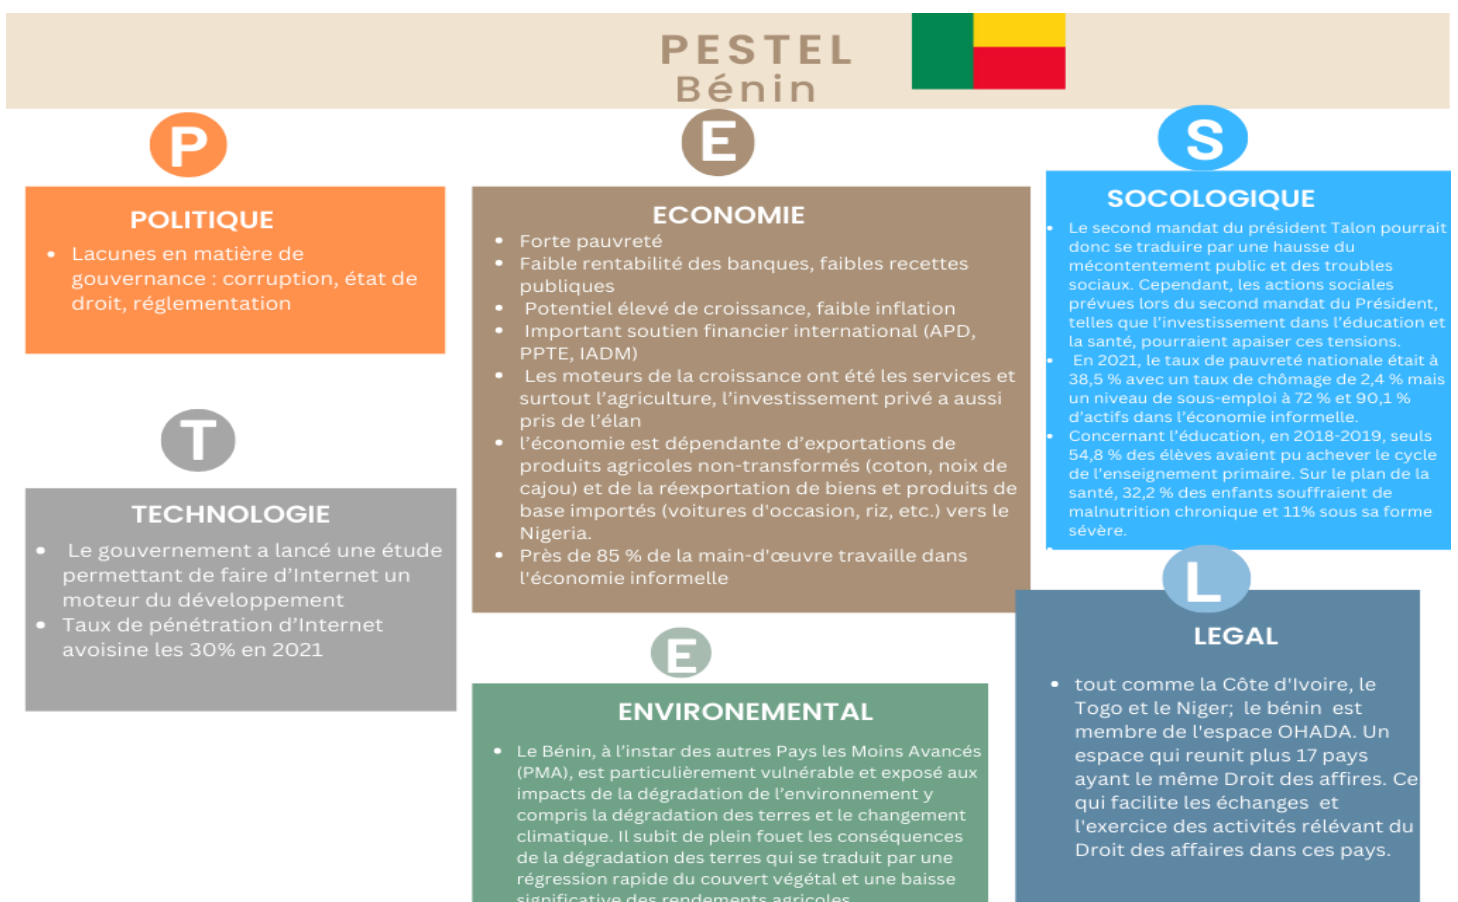 PESTEL
Bénin
P
POLITIQUE
• Lacunes en matière de
gouvernance : corruption, état de
droit, réglementation
E
ECONOMIE
• Forte pauvreté
• Faible rentabilité des banques, faibles recettes
publiques
• Potentiel élevé de croissance, faible inflation
• Important soutien financier international (APD,
PPTE, IADM)
• Les moteurs de la croissance ont été les services et
surtout l'agriculture, l'investissement privé a aussi
pris de l'élan
• l'économie est dépendante d'exportations de
produits agricoles non-transformés (coton, noix de
cajou) et de la réexportation de biens et produits de
base importés (voitures d'occasion, riz, etc.) vers le
Nigeria.
• Près de 85 % de la main-d'œuvre travaille dans
l'économie informelle
S
SOCOLOGIQUE
• Le second mandat du président Talon pourrait
donc se traduire par une hausse du
mécontentement public et des troubles
sociaux. Cependant, les actions sociales
prévues lors du second mandat du Président,
telles que l'investissement dans l'éducation et
la santé, pourraient apaiser ces tensions.
• En 2021, le taux de pauvreté nationale était à
38,5 % avec un taux de chômage de 2,4 % mais
un niveau de sous-emploi à 72 % et 90,1 %
d'actifs dans l'économie informelle.
• Concernant l'éducation, en 2018-2019, seuls
54,8 % des élèves avaient pu achever le cycle
de l'enseignement primaire. Sur le plan de la
santé, 32,2 % des enfants souffraient de
malnutrition chronique et 11% sous sa forme
sévère.
T
TECHNOLOGIE
• Le gouvernement a lancé une étude
permettant de faire d'Internet un
moteur du développement
• Taux de pénétration d'Internet
avoisine les 30% en 2021
E
ENVIRONEMENTAL
• Le Bénin, à l'instar des autres Pays les Moins Avancés
(PMA), est particulièrement vulnérable et exposé aux
impacts de la dégradation de l'environnement y
compris la dégradation des terres et le changement
climatique. Il subit de plein fouet les conséquences
de la dégradation des terres qui se traduit par une
régression rapide du couvert végétal et une baisse
significative des rendements agricoles
L
LEGAL
• tout comme la Côte d'Ivoire, le
Togo et le Niger; le bénin est
membre de l'espace OHADA. Un
espace qui reunit plus 17 pays
ayant le même Droit des affires. Ce
qui facilite les échanges et
l'exercice des activités rélévant du
Droit des affaires dans ces pays.